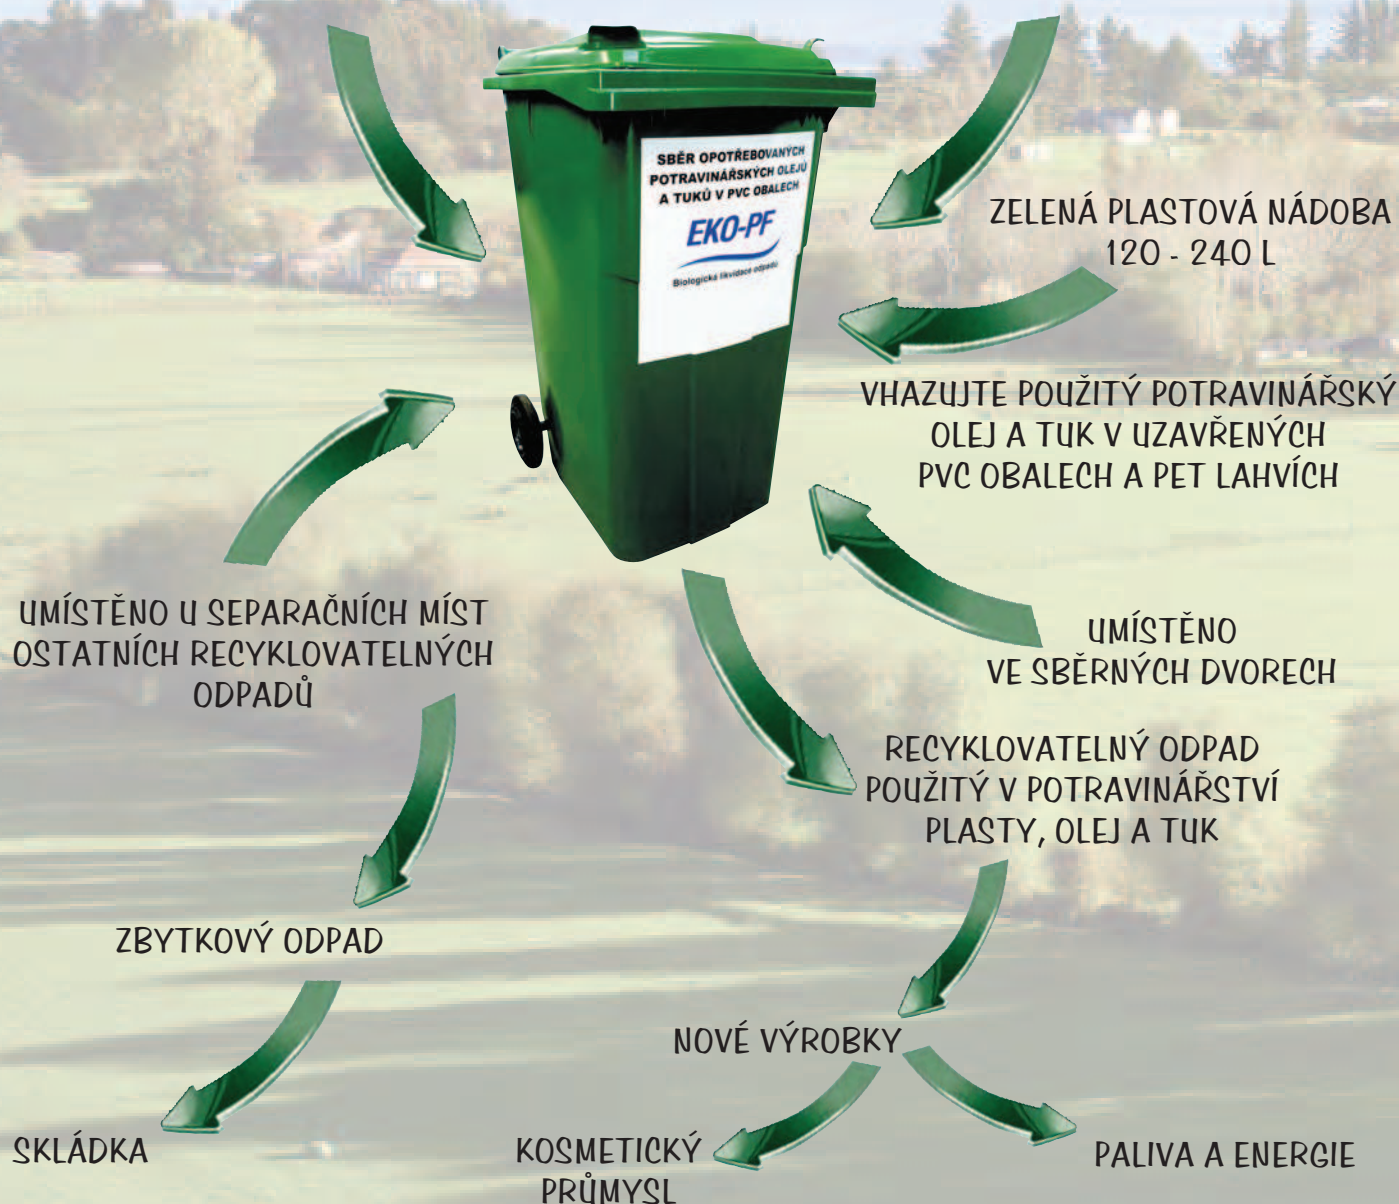 SBĚR OPOTŘEBOVANÝCH
POTRAVINÁŘSKÝCH OLEJŮ
A TUKŮ V PVC OBALECH
EKO-PF
Biologická likvidace odpadů
ZELENÁ PLASTOVÁ NÁDOBA
120 - 240 L
VHAZUJTE POUŽITÝ POTRAVINÁŘSKÝ
OLEJ A TUK V UZAVŘENÝCH
PVC OBALECH A PET LAHVÍCH
UMÍSTĚNO U SEPARAČNÍCH MÍST
OSTATNÍCH RECYKLOVATELNÝCH
ODPADŮ
UMÍSTĚNO
VE SBĚRNÝCH DVORECH
RECYKLOVATELNÝ ODPAD
POUŽITÝ V POTRAVINÁŘSTVÍ
PLASTY, OLEJ A TUK
ZBYTKOVÝ ODPAD
NOVÉ VÝROBKY
SKLÁDKA
KOSMETICKÝ
PRŮMYSL
PALIVA A ENERGIE